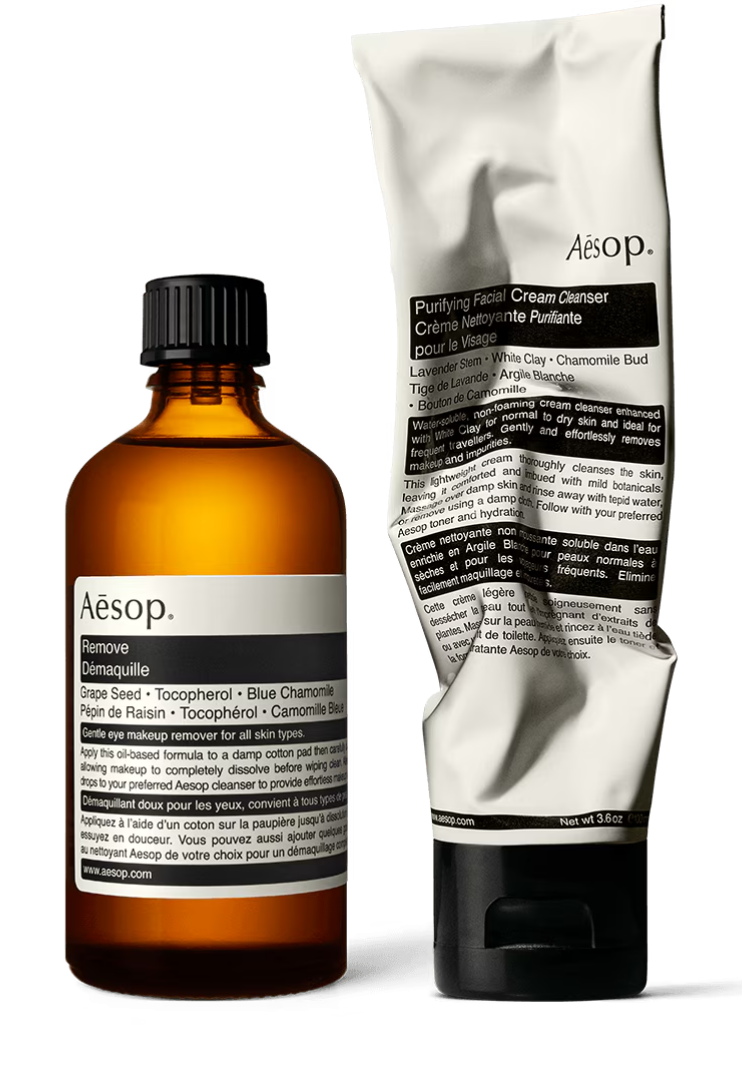 Aēsop.
Remove
Démaquille
Grape Seed • Tocopherol • Blue Chamomile
Pépin de Raisin • Tocophérol • Camomille Bleue
Gentle eye makeup remover for all skin types.
Apply this oil-based formula to a damp cotton pad then
allowing makeup to completely dissolve before wiping clean.
drops to your preferred Aesop cleanser to provide effortless
Démaquillant doux pour les yeux, convient à tous types de
Appliquez à l'aide d'un coton sur la paupière jusqu'à
essuyez en douceur. Vous pouvez aussi ajouter quelques
au nettoyant Aesop de votre choix pour un démaquillage
www.aesop.com
Aēsop.®
Purifying Facial Cream Cleanser
Crème Nettoyante Purifiante
pour le Visage
Lavender Stem • White Clay • Chamomile Bud
Tige de Lavande • Argile Blanche
• Bouton de Camomille
Water-soluble, non-foaming cream cleanser enhanced
with White Clay for normal to dry skin and ideal for
frequent travellers. Gently and effortlessly removes
makeup and impurities.
This lightweight cream thoroughly cleanses the skin,
leaving it comforted and imbued with mild botanicals.
Massage over damp skin and rinse away with tepid water,
or remove using a damp cloth. Follow with your preferred
Aesop toner and hydration.
Crème nettoyante non moussante soluble dans l'eau
enrichie en Argile Blanche pour peaux normales à
sèches et pour les fréquents. Elimine
facilement maquillage
Cette crème légère soigneusement sans
dessécher la peau tout d'extraits de
plantes. sur la peau et rincez à l'eau tiède
ou avec de toilette. Appliquez ensuite le toner
Aesop de votre choix.
www.aesop.com Net wt 3.6oz